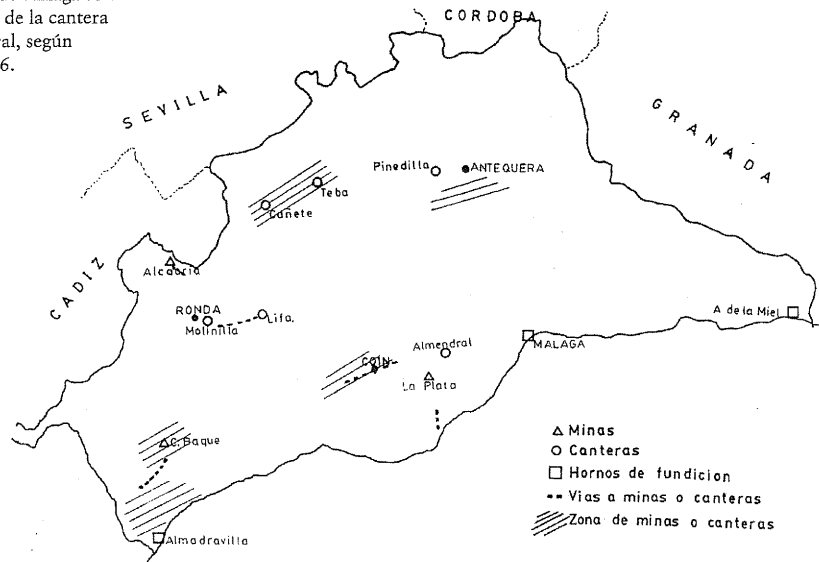 de la cantera
ral, según
6.
CORDOBA
SEVILLA
GRANADA
CADIZ
Pinedilla
ANTEQUERA
Teba
Cañete
Alcaoria
RONDA
Molinilla
Lifa.
A de la Miel
Almendral
MALAGA
COIN
La Plata
C. Baque
Almadravilla
Minas
Canteras
Hornos de fundicion
Vias a minas o canteras
Zona de minas o canteras